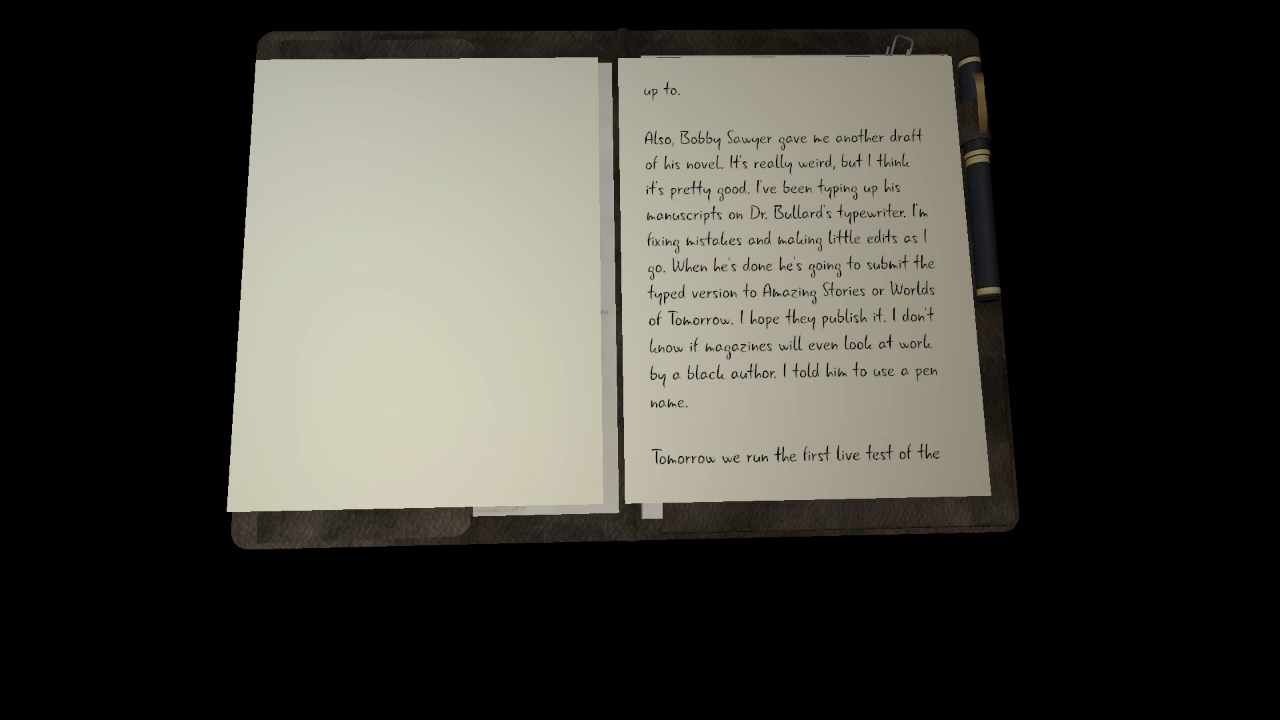 up to.
Also, Bobby Sawyer gave me another draft
of his novel. It's really weird, but I think
it's pretty good. I've been typing up his
manuscripts on Dr. Bullard's typewriter. I'm
fixing mistakes and making little edits as I
go. When he's done he's going to submit the
typed version to Amazing Stories or Worlds
of Tomorrow. I hope they publish it. I don't
know if magazines will even look at work
by a black author. I told him to use a pen
name.
Tomorrow we run the first live test of the